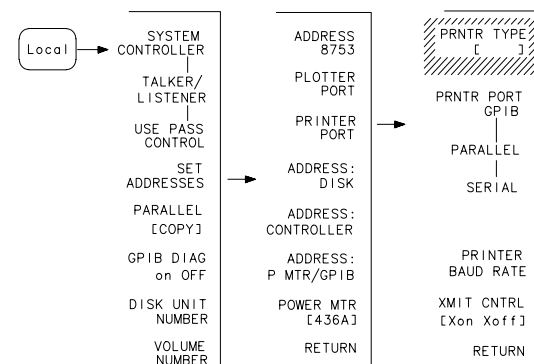 Local
SYSTEM
CONTROLLER
TALKER/
LISTENER
USE PASS
CONTROL
SET
ADDRESSES
PARALLEL
[COPY]
GPIB DIAG
on OFF
DISK UNIT
NUMBER
VOLUME
NUMBER
ADDRESS
8753
PLOTTER
PORT
PRINTER
PORT
ADDRESS:
DISK
ADDRESS:
CONTROLLER
ADDRESS:
P MTR/GPIB
POWER MTR
[436A]
RETURN
PRNTR TYPE
[ ]
PRNTR PORT
GPIB
PARALLEL
SERIAL
PRINTER
BAUD RATE
XMIT CNTRL
[Xon Xoff]
RETURN